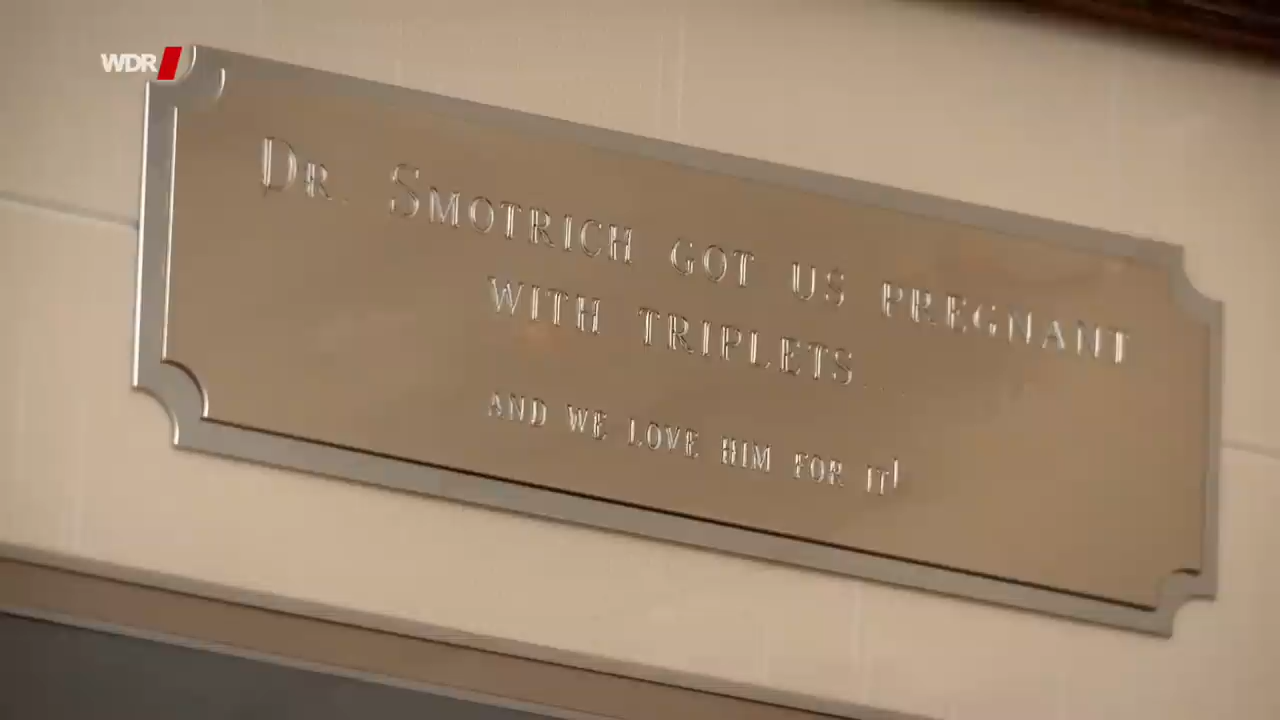 WDR
DR. SMOTRICH GOT US PREGNANT
WITH TRIPLETS...
AND WE LOVE HIM FOR IT!